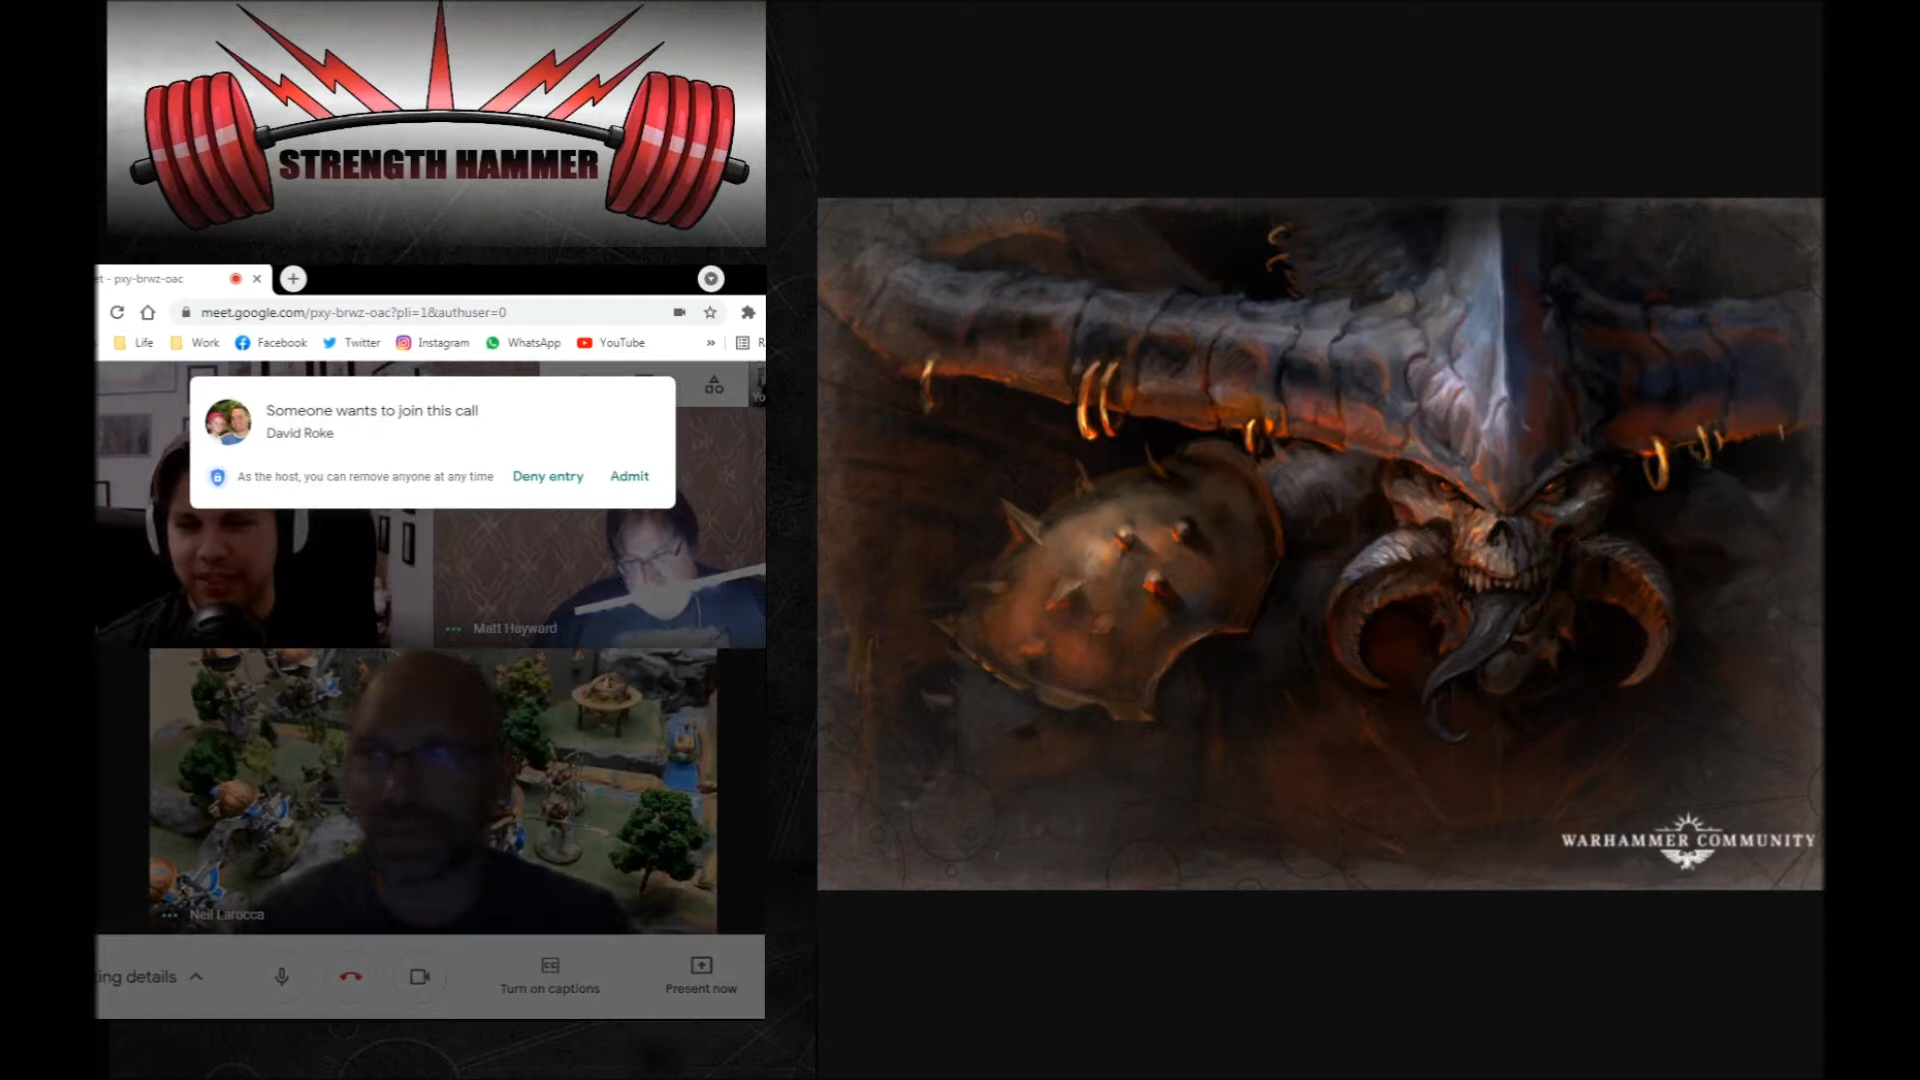 STRENGTH HAMMER
et - pxy-brwz-oac
meet.google.com/pxy-brwz-oac?pli=1&authuser=0
Life Work Facebook Twitter Instagram WhatsApp YouTube » R
Yo
Someone wants to join this call
David Roke
As the host, you can remove anyone at any time Deny entry Admit
Matt Hayward
Neil Larocca
ing details
Turn on captions
Present now
WARHAMMER COMMUNITY